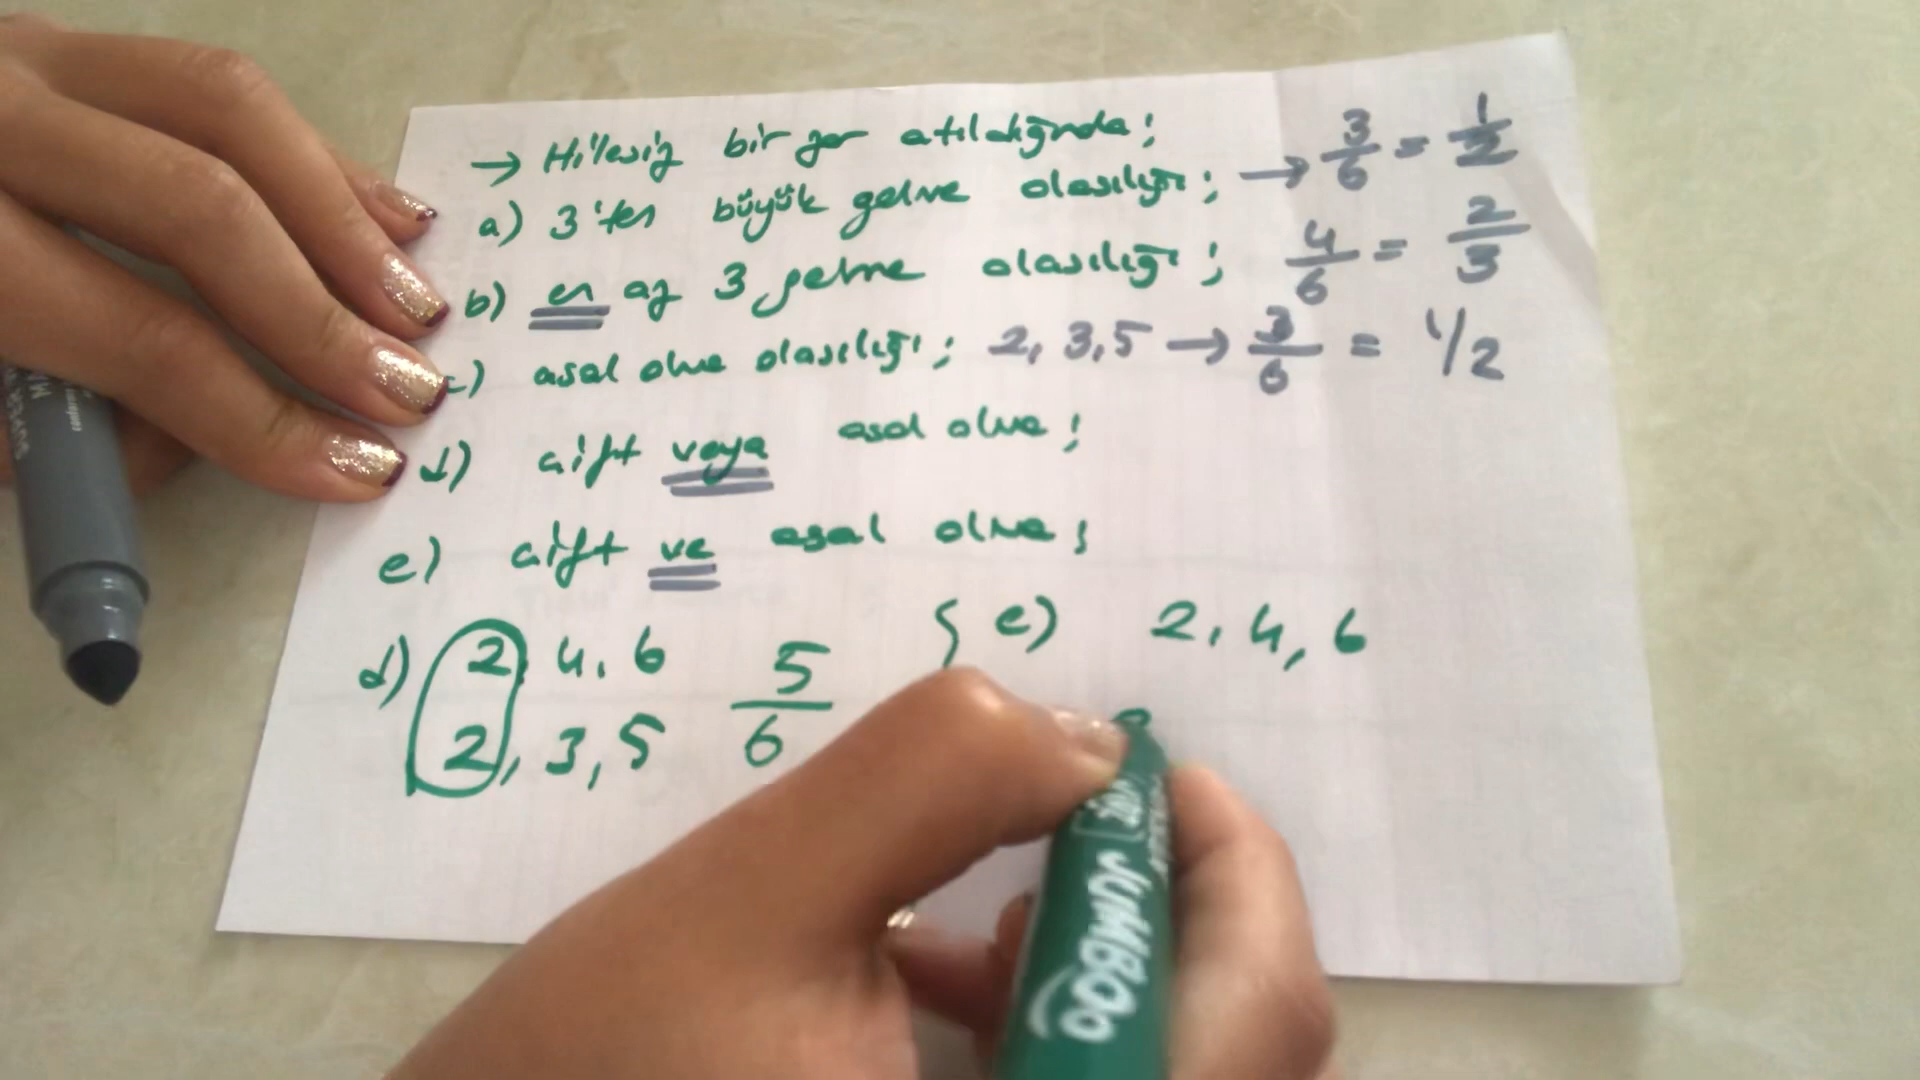 → Hilesiz bir zar atıldığında;
a) 3'ten büyük gelme olasılığı; → 3/6 = 1/2
b) en az 3 gelme olasılığı; 4/6 = 2/3
c) asal olma olasılığı; 2, 3, 5 → 3/6 = 1/2
d) çift veya asal olma;
e) çift ve asal olma;
d) 2, 4, 6 5/6
2, 3, 5
e) 2, 4, 6
JUMBO